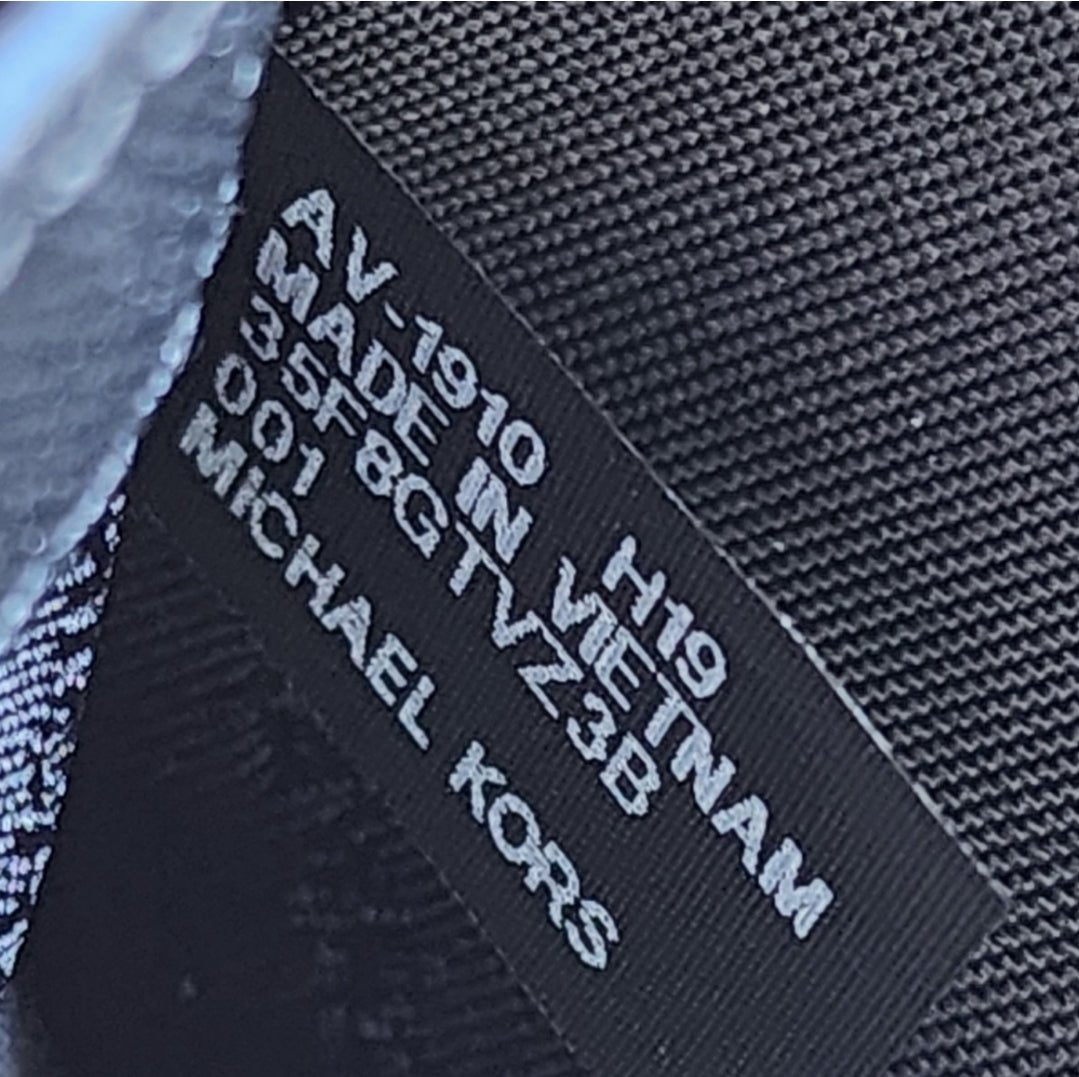 AV-1910 H19
MADE IN VIETNAM
35F8GTVZ3B
001
MICHAEL KORS